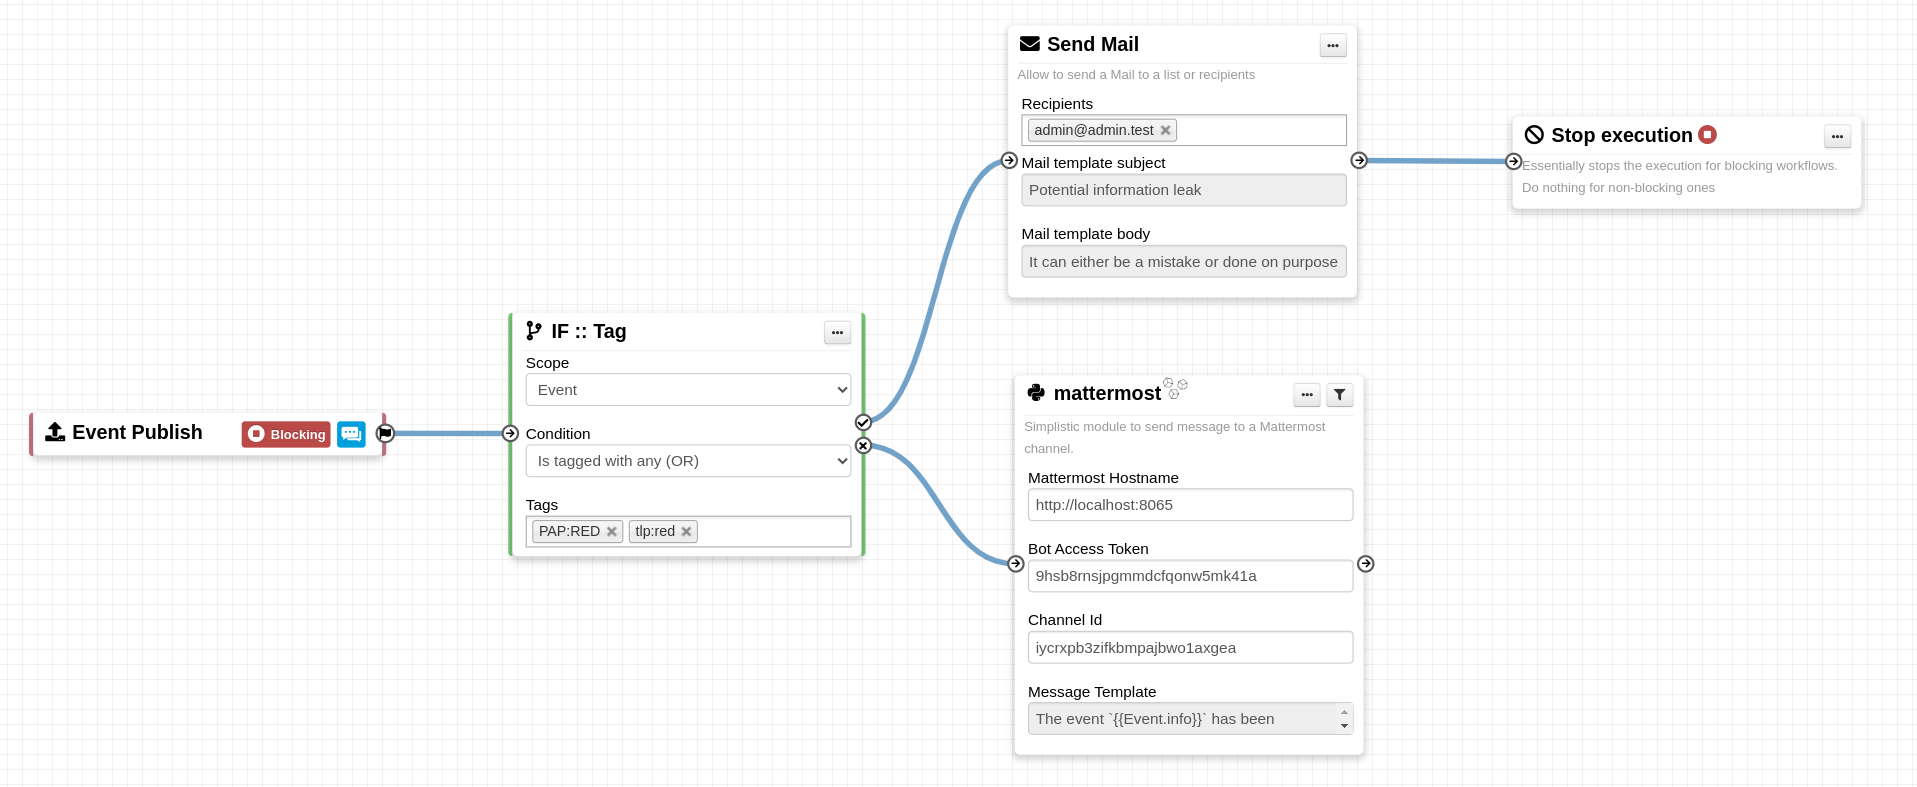 Event Publish
Blocking
IF :: Tag
Scope
Event
Condition
Is tagged with any (OR)
Tags
PAP:RED
tlp:red
Send Mail
Allow to send a Mail to a list or recipients
Recipients
admin@admin.test
Mail template subject
Potential information leak
Mail template body
It can either be a mistake or done on purpose
Stop execution
Essentially stops the execution for blocking workflows.
Do nothing for non-blocking ones
mattermost
Simplistic module to send message to a Mattermost
channel.
Mattermost Hostname
http://localhost:8065
Bot Access Token
9hsb8rnsjpgmmdcfqonw5mk41a
Channel Id
iycrxpb3zifkbmpajbwo1axgea
Message Template
The event `{{Event.info}}` has been